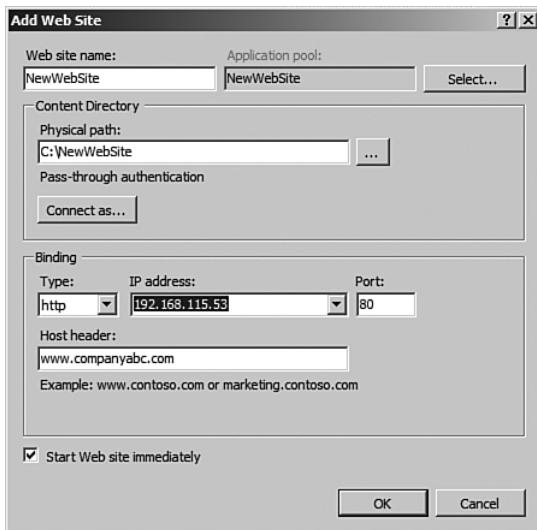 Add Web Site
Web site name:
Application pool:
NewWebSite
NewWebSite
Select...
Content Directory
Physical path:
C:\NewWebSite
...
Pass-through authentication
Connect as...
Binding
Type:
IP address:
Port:
http
192.168.115.53
80
Host header:
www.companyabc.com
Example: www.contoso.com or marketing.contoso.com
Start Web site immediately
OK
Cancel